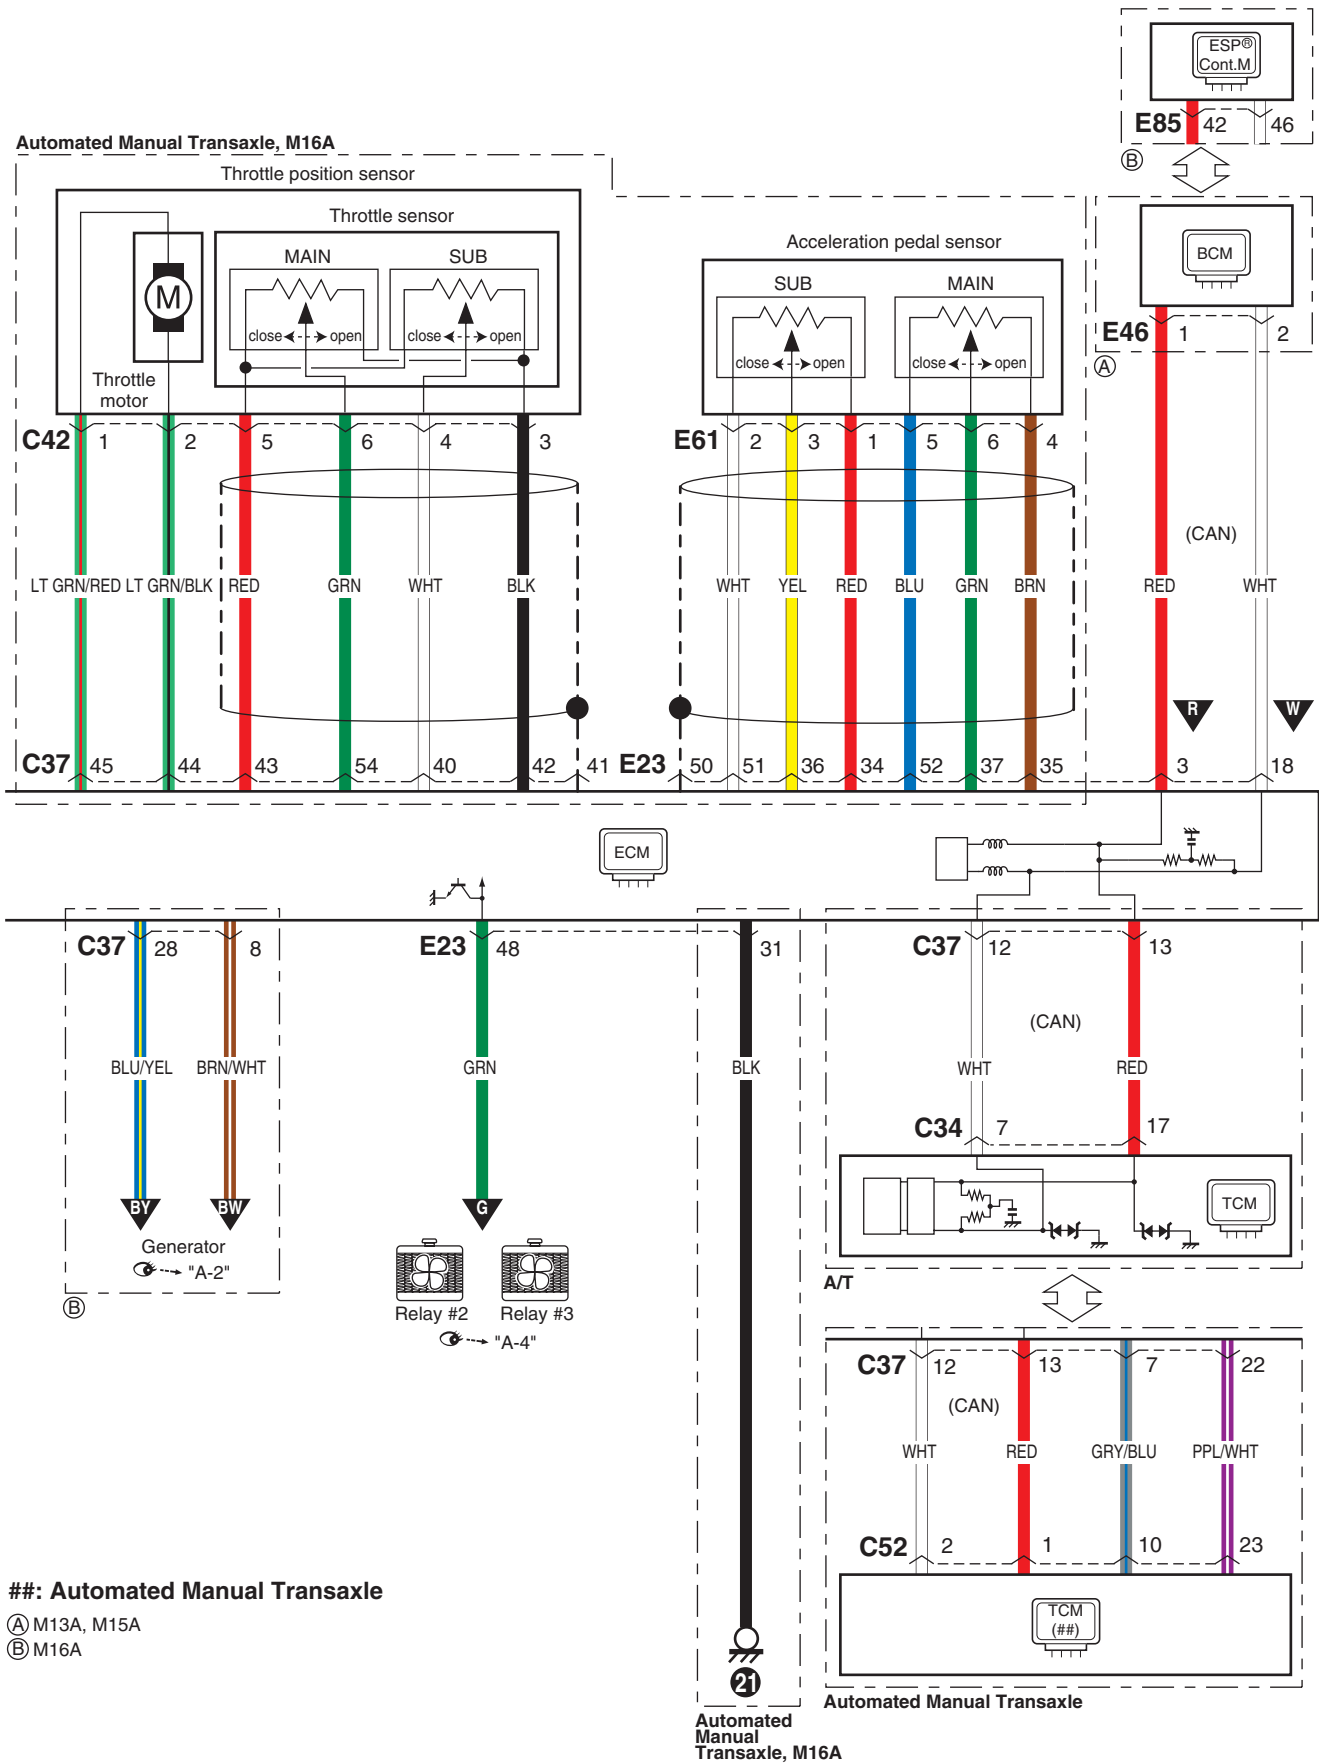 ESP®
Cont.M
E85 42 46
B
Automated Manual Transaxle, M16A
Throttle position sensor
Throttle sensor
MAIN SUB
M
close open close open
Throttle
motor
Acceleration pedal sensor
SUB MAIN
close open close open
BCM
E46 1 2
A
C42 1 2 5 6 4 3
E61 2 3 1 5 6 4
(CAN)
LT GRN/RED LT GRN/BLK RED GRN WHT BLK WHT YEL RED BLU GRN BRN RED WHT
R W
C37 45 44 43 54 40 42 41 E23 50 51 36 34 52 37 35 3 18
ECM
C37 28 8 E23 48 31 C37 12 13
(CAN)
BLU/YEL BRN/WHT GRN BLK WHT RED
C34 7 17
BY BW G
TCM
Generator
"A-2"
B
Relay #2 Relay #3
"A-4"
A/T
C37 12 13 7 22
(CAN)
WHT RED GRY/BLU PPL/WHT
C52 2 1 10 23
TCM
(##)
##: Automated Manual Transaxle
A M13A, M15A
B M16A
21
Automated Manual Transaxle
Automated
Manual
Transaxle, M16A